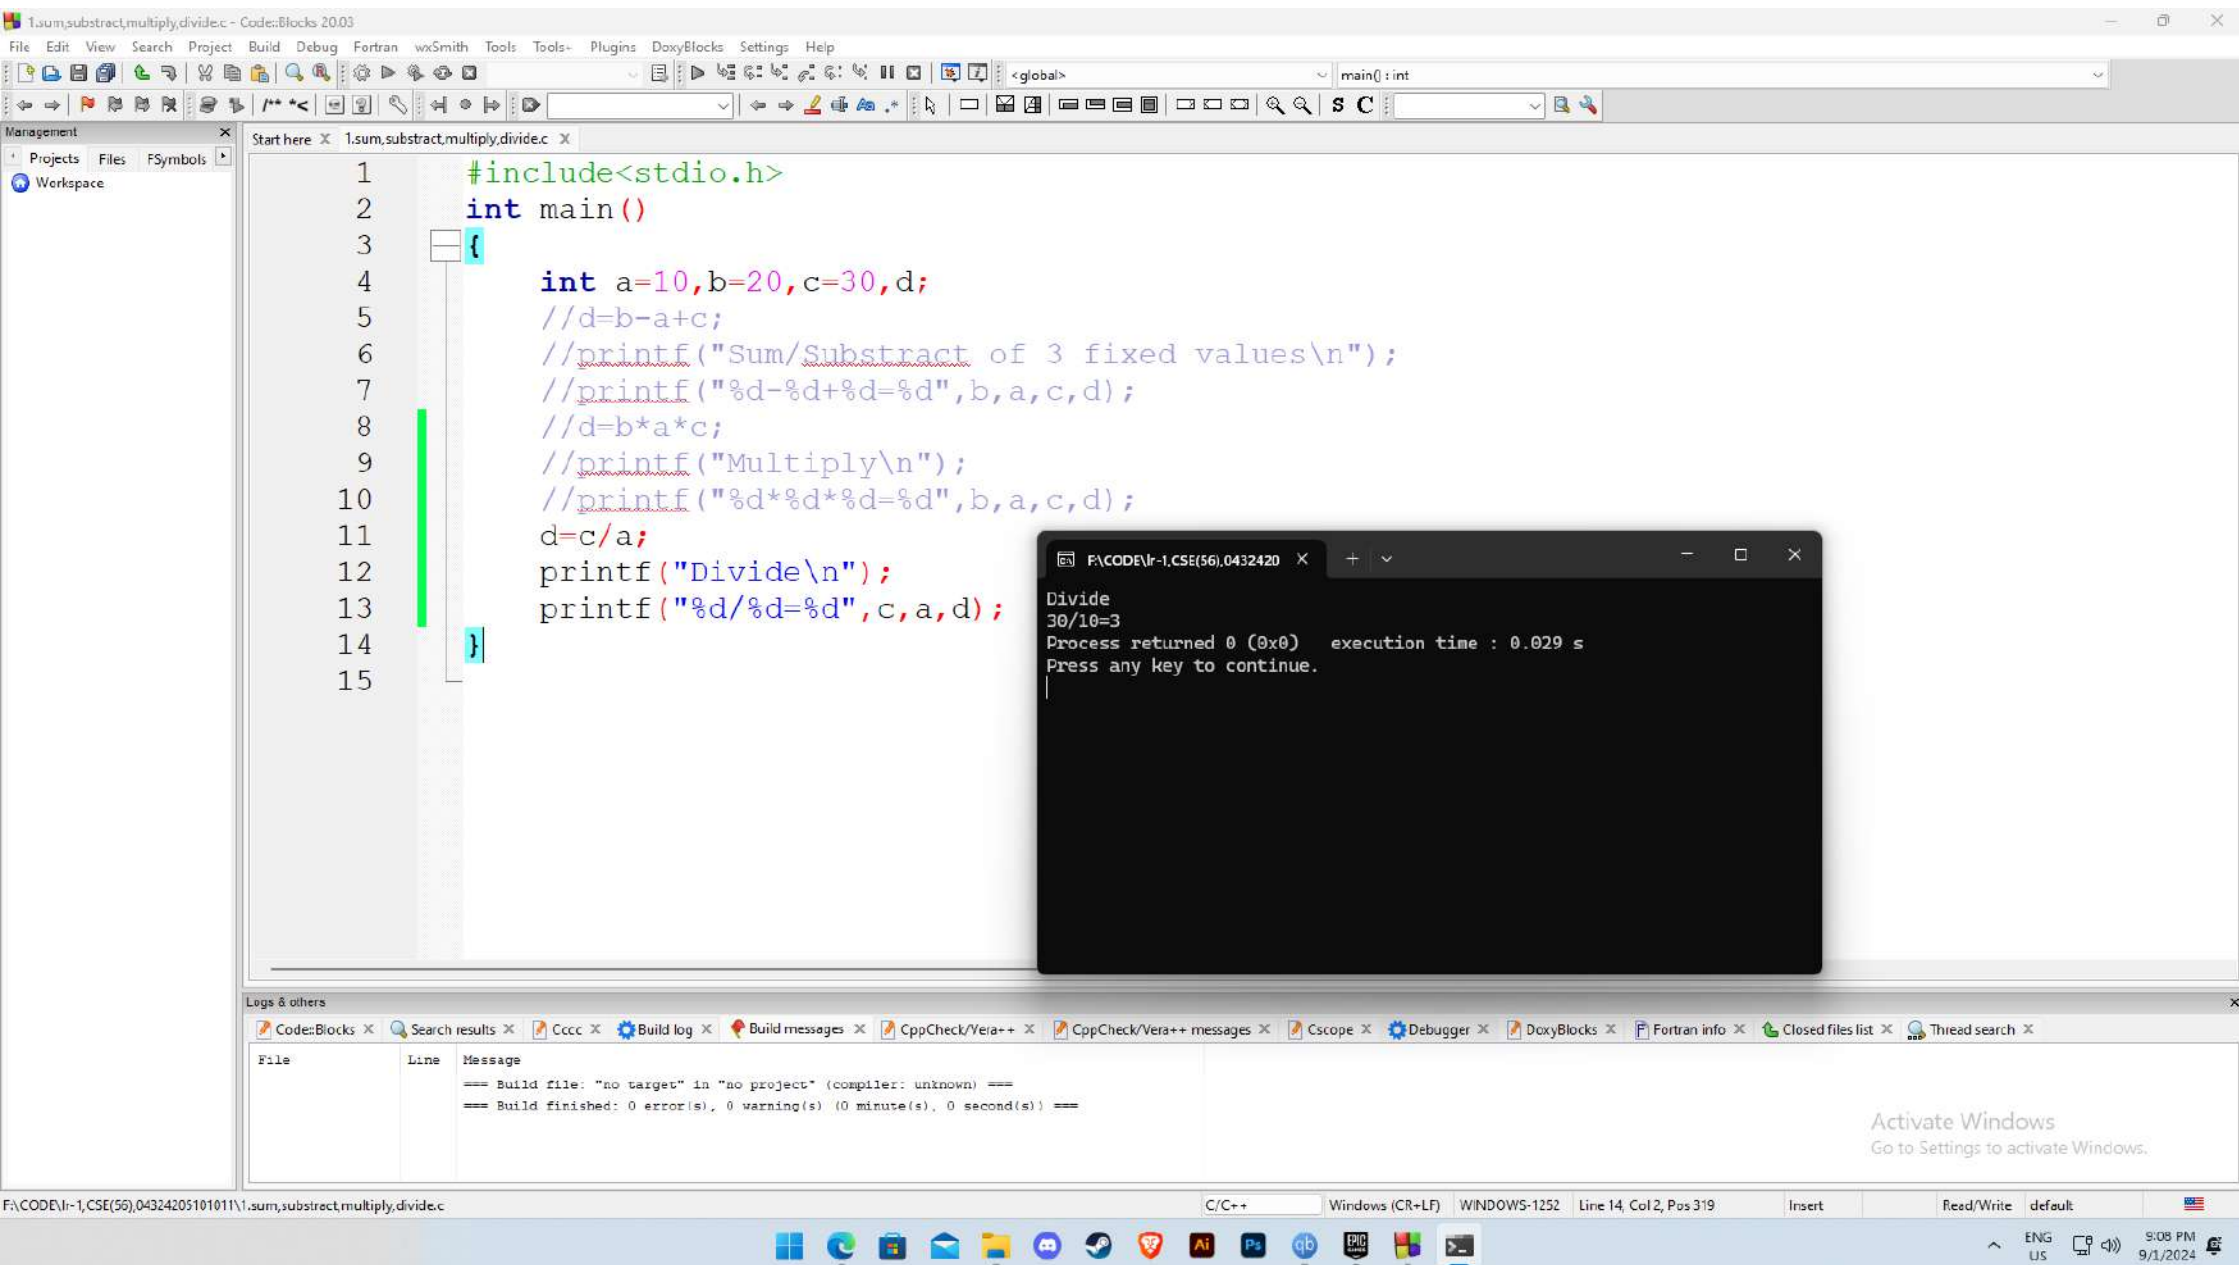 1.sum,substract,multiply,divide.c - Code::Blocks 20.03
File Edit View Search Project Build Debug Fortran wxSmith Tools Tools+ Plugins DoxyBlocks Settings Help
<global> main() : int
/** *< S C
Management
Projects Files FSymbols
Workspace
Start here 1.sum,substract,multiply,divide.c
1 #include<stdio.h>
2 int main()
3 {
4 int a=10,b=20,c=30,d;
5 //d=b-a+c;
6 //printf("Sum/Substract of 3 fixed values\n");
7 //printf("%d-%d+%d=%d",b,a,c,d);
8 //d=b*a*c;
9 //printf("Multiply\n");
10 //printf("%d*%d*%d=%d",b,a,c,d);
11 d=c/a;
12 printf("Divide\n");
13 printf("%d/%d=%d",c,a,d);
14 }
15
F:\CODE\lr-1,CSE(56),0432420
Divide
30/10=3
Process returned 0 (0x0) execution time : 0.029 s
Press any key to continue.
Logs & others
Code::Blocks Search results Cccc Build log Build messages CppCheck/Vera++ CppCheck/Vera++ messages Cscope Debugger DoxyBlocks Fortran info Closed files list Thread search
File Line Message
=== Build file: "no target" in "no project" (compiler: unknown) ===
=== Build finished: 0 error(s), 0 warning(s) (0 minute(s), 0 second(s)) ===
Activate Windows
Go to Settings to activate Windows.
F:\CODE\lr-1,CSE(56),04324205101011\1.sum,substract,multiply,divide.c C/C++ Windows (CR+LF) WINDOWS-1252 Line 14, Col 2, Pos 319 Insert Read/Write default
Ai Ps qb EPIC GAMES
ENG US 9:08 PM 9/1/2024